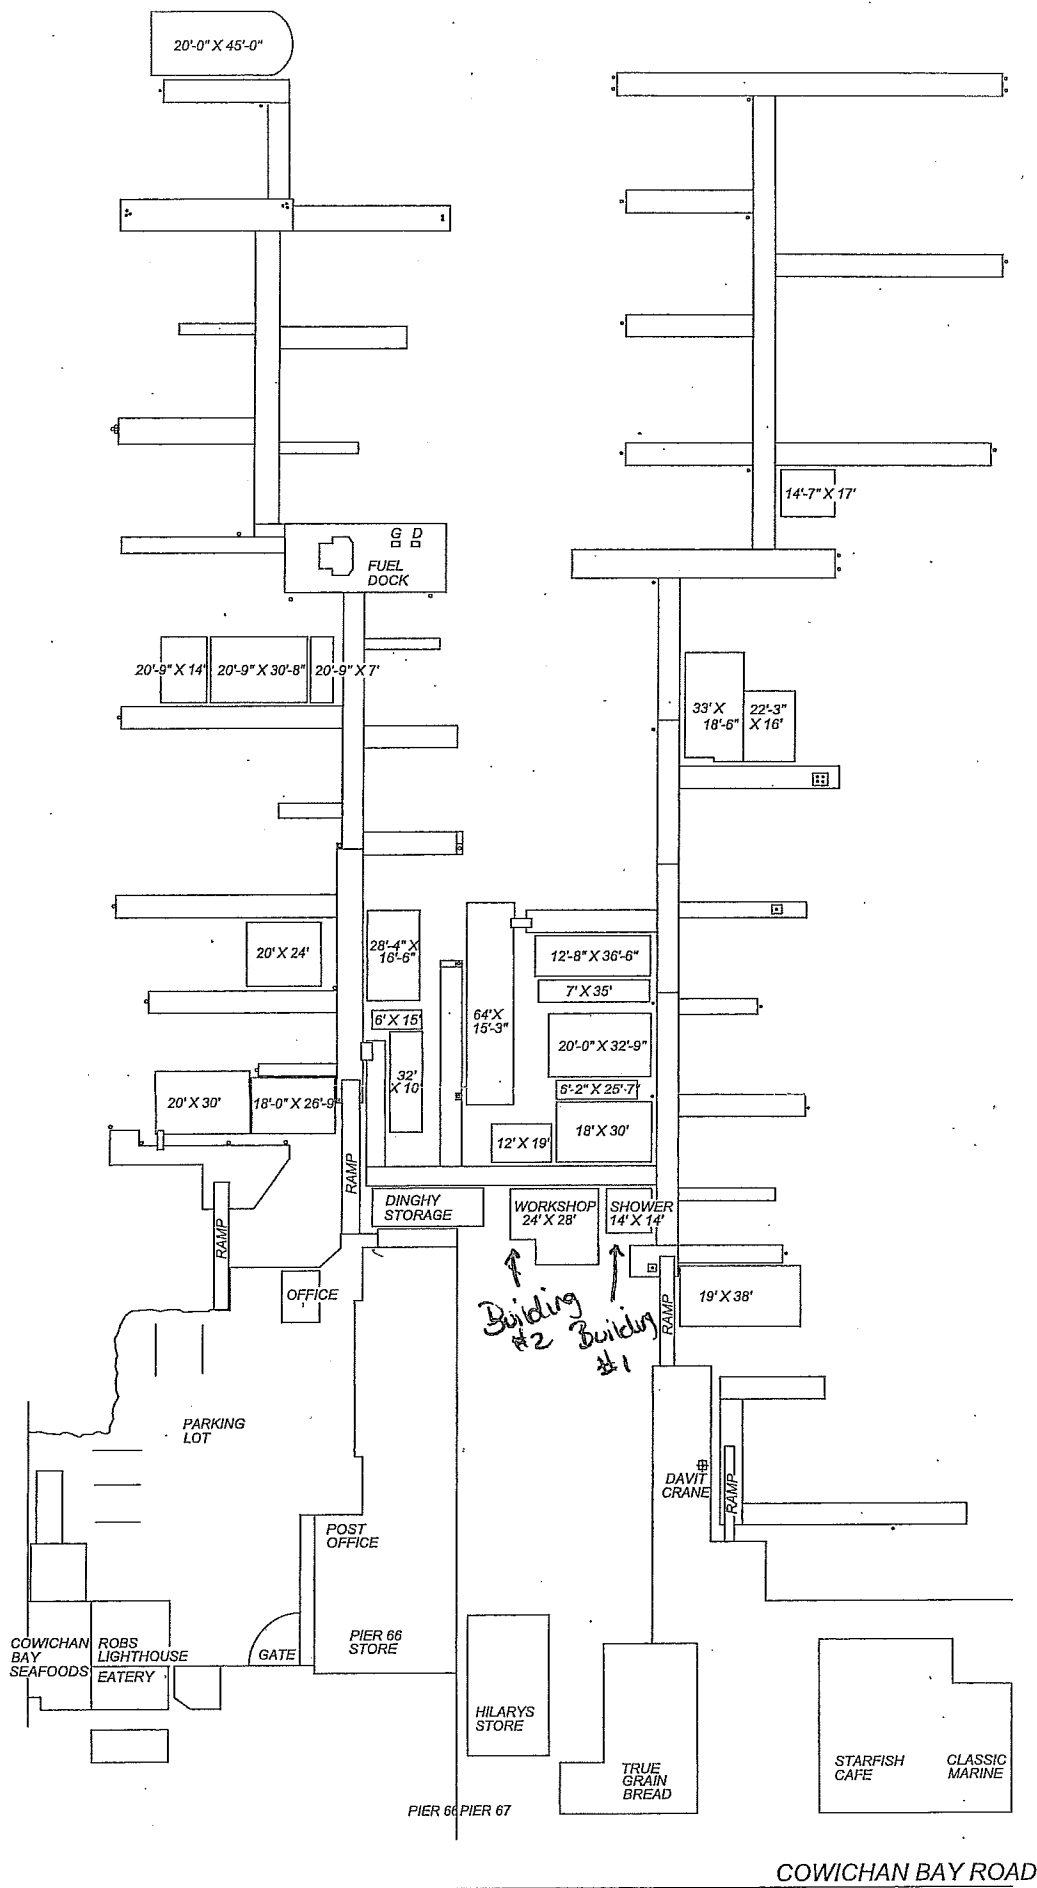 20'-0" X 45'-0"
14'-7" X 17'
G D
FUEL
DOCK
20'-9" X 14'
20'-9" X 30'-8"
20'-9" X 7'
33' X
18'-6"
22'-3"
X 16'
20' X 24'
28'-4" X
16'-6"
12'-8" X 36'-6"
7' X 35'
6' X 15'
64' X
15'-3"
20'-0" X 32'-9"
32'
X 10'
6'-2" X 25'-7"
20' X 30'
18'-0" X 26'-9
12' X 19'
18' X 30'
RAMP
DINGHY
STORAGE
WORKSHOP
24' X 28'
SHOWER
14' X 14'
RAMP
OFFICE
Building
#2
Building
#1
RAMP
19' X 38'
PARKING
LOT
DAVIT
CRANE
RAMP
POST
OFFICE
COWICHAN
BAY
SEAFOODS
ROBS
LIGHTHOUSE
EATERY
GATE
PIER 66
STORE
HILARYS
STORE
TRUE
GRAIN
BREAD
STARFISH
CAFE
CLASSIC
MARINE
PIER 66 PIER 67
COWICHAN BAY ROAD